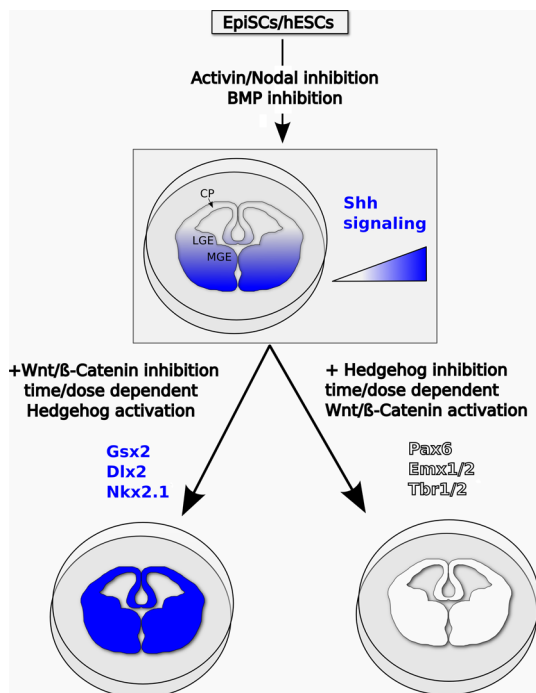 EpiSCs/hESCs
Activin/Nodal inhibition
BMP inhibition
CP
LGE
MGE
Shh
signaling
+Wnt/ß-Catenin inhibition
time/dose dependent
Hedgehog activation
+ Hedgehog inhibition
time/dose dependent
Wnt/ß-Catenin activation
Gsx2
Dlx2
Nkx2.1
Pax6
Emx1/2
Tbr1/2